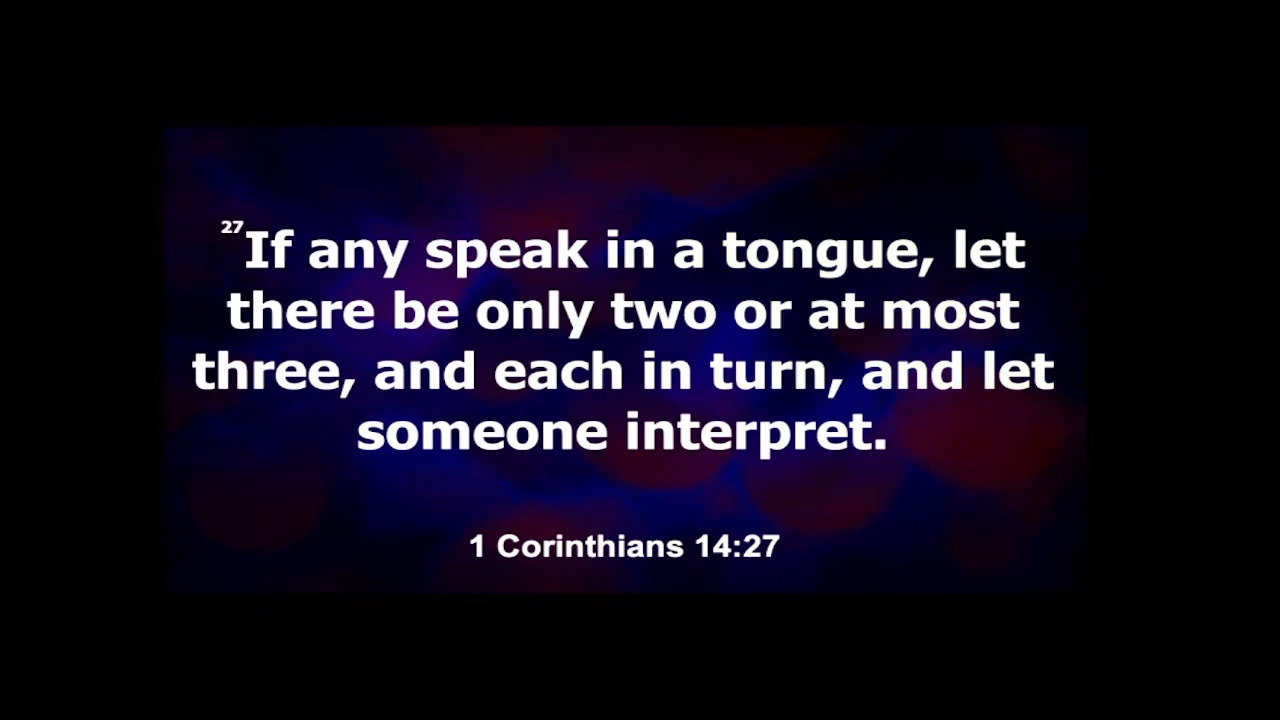 27If any speak in a tongue, let
there be only two or at most
three, and each in turn, and let
someone interpret.
1 Corinthians 14:27